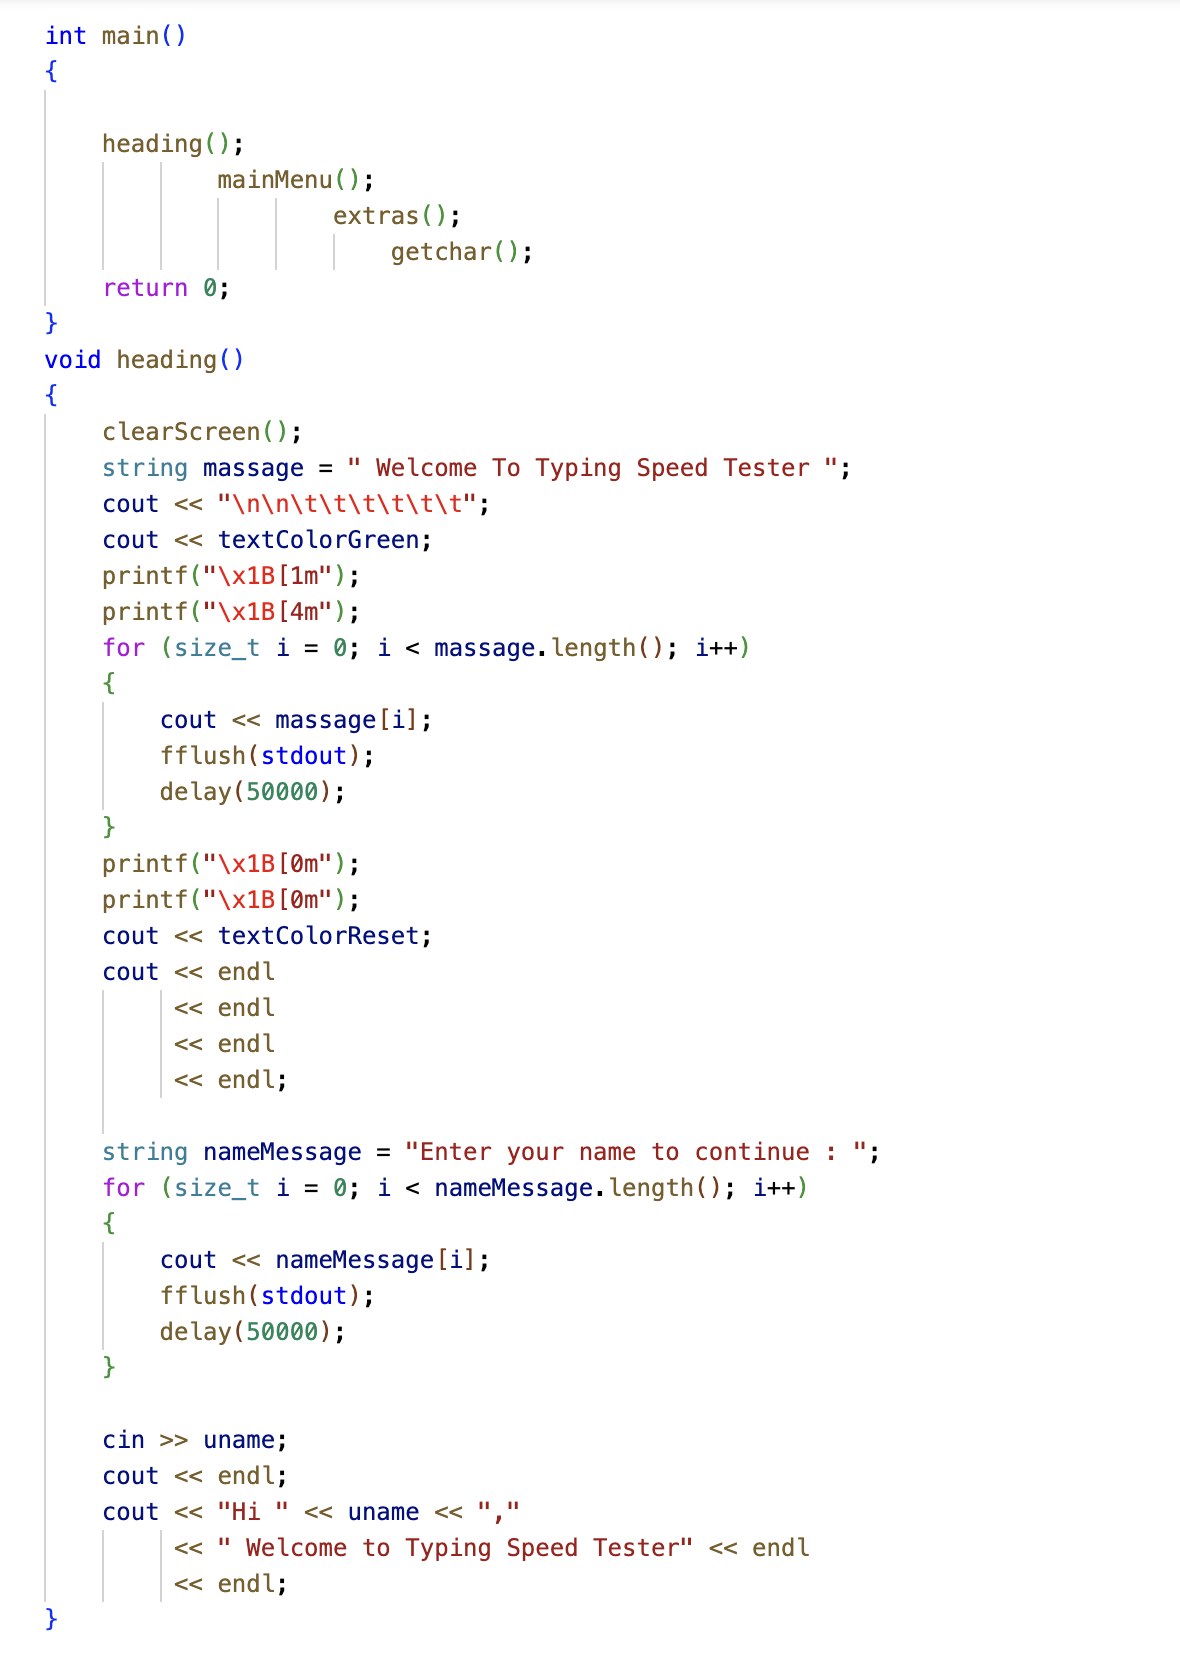 int main()
{
heading();
mainMenu();
extras();
getchar();
return 0;
}
void heading()
{
clearScreen();
string massage = " Welcome To Typing Speed Tester ";
cout << "\n\n\t\t\t\t\t\t";
cout << textColorGreen;
printf("\x1B[1m");
printf("\x1B[4m");
for (size_t i = 0; i < massage.length(); i++)
{
cout << massage[i];
fflush(stdout);
delay(50000);
}
printf("\x1B[0m");
printf("\x1B[0m");
cout << textColorReset;
cout << endl
<< endl
<< endl
<< endl;
string nameMessage = "Enter your name to continue : ";
for (size_t i = 0; i < nameMessage.length(); i++)
{
cout << nameMessage[i];
fflush(stdout);
delay(50000);
}
cin >> uname;
cout << endl;
cout << "Hi " << uname << ","
<< " Welcome to Typing Speed Tester" << endl
<< endl;
}